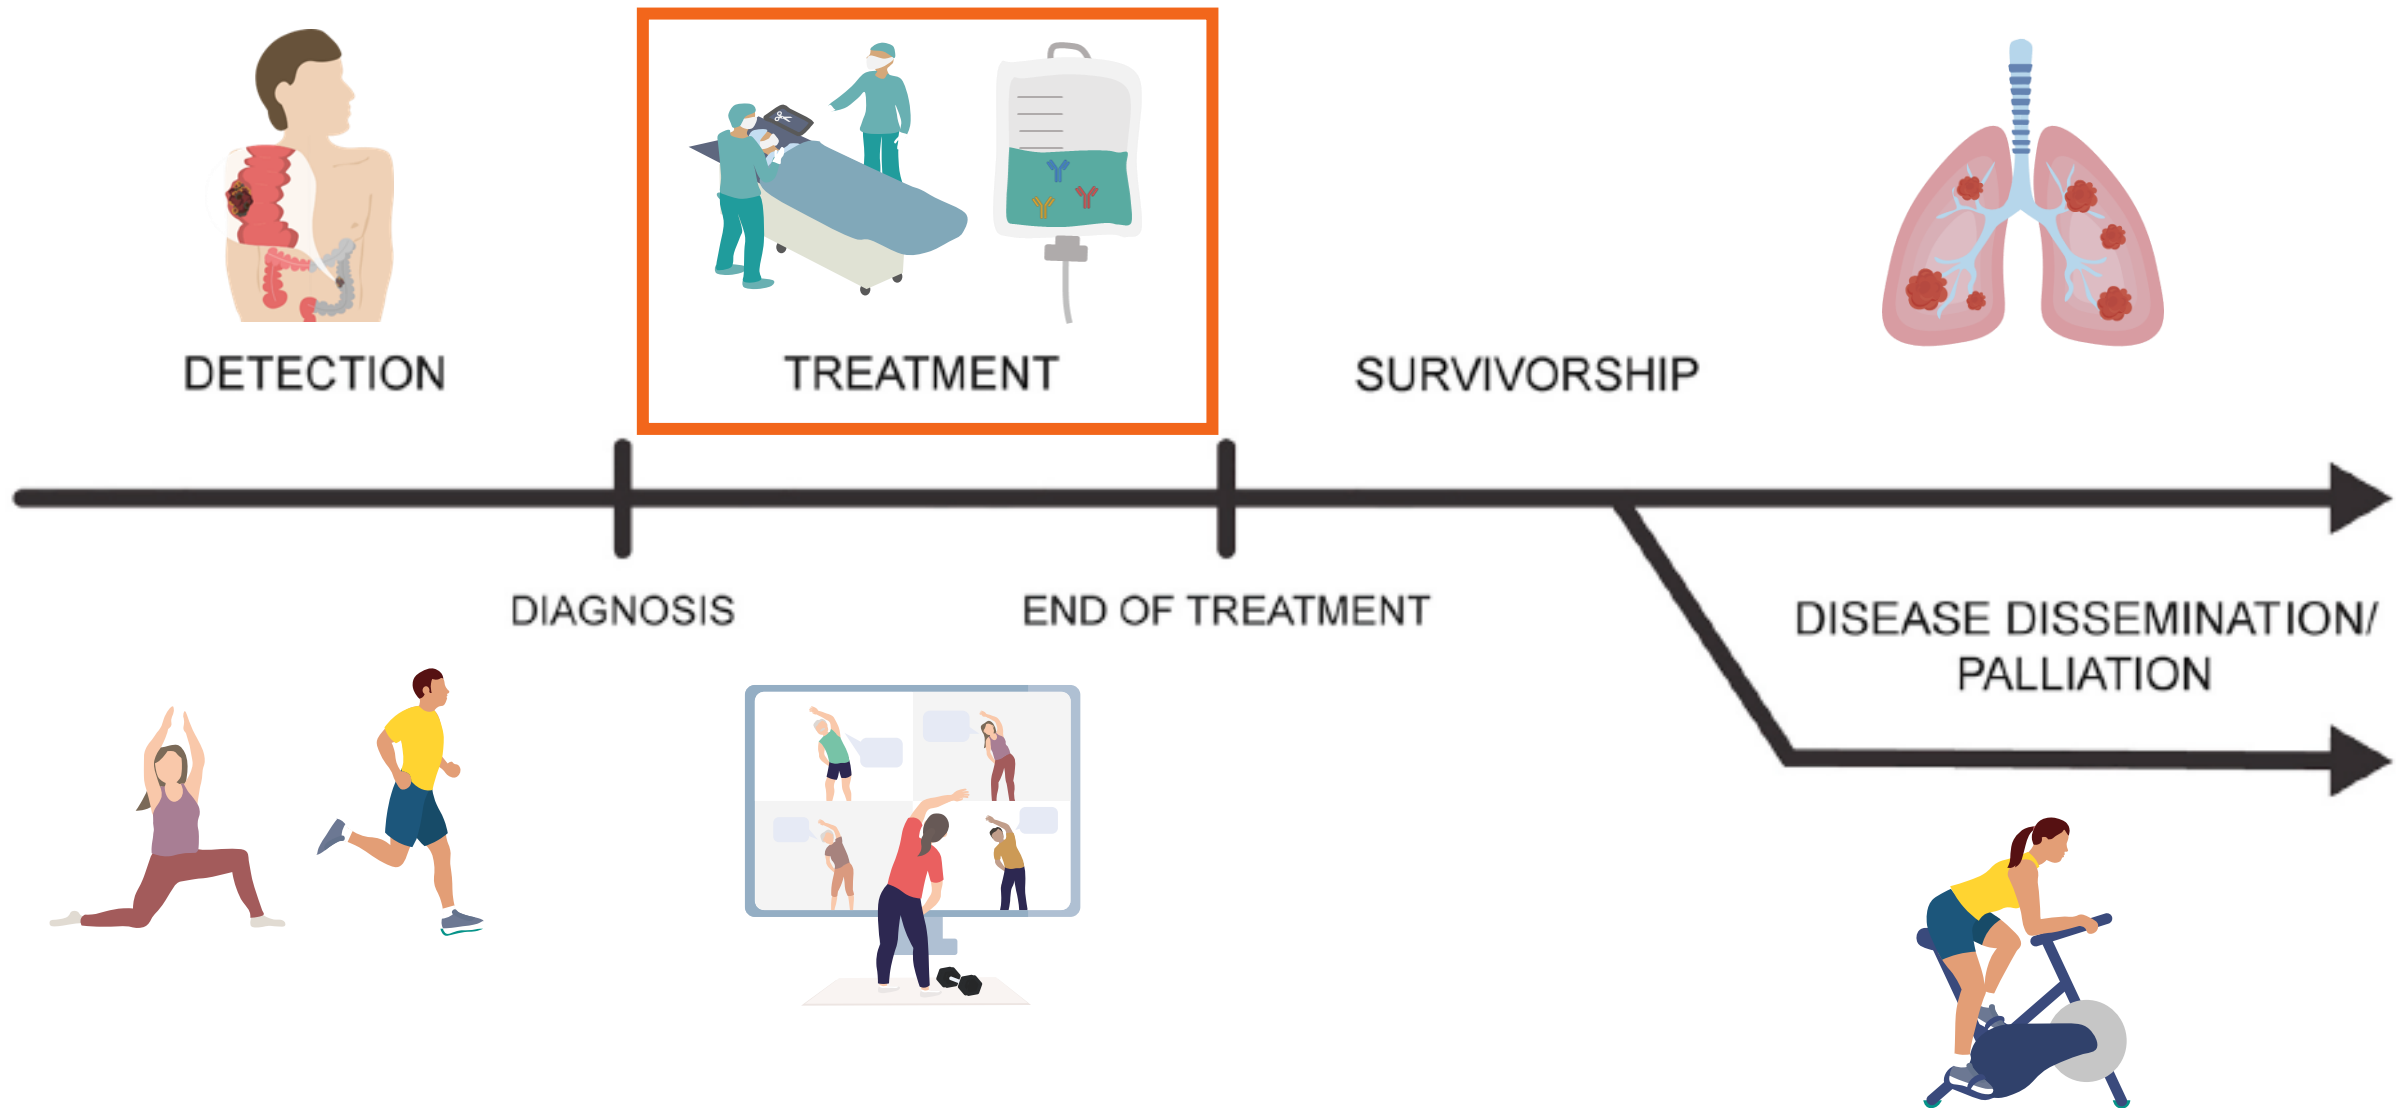 DETECTION
TREATMENT
SURVIVORSHIP
DIAGNOSIS
END OF TREATMENT
DISEASE DISSEMINATION/
PALLIATION